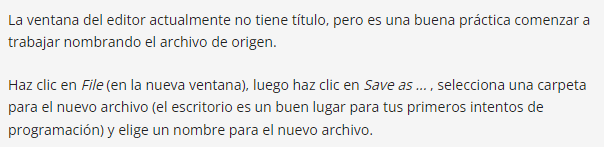 La ventana del editor actualmente no tiene título, pero es una buena práctica comenzar a
trabajar nombrando el archivo de origen.
Haz clic en File (en la nueva ventana), luego haz clic en Save as ... , selecciona una carpeta
para el nuevo archivo (el escritorio es un buen lugar para tus primeros intentos de
programación) y elige un nombre para el nuevo archivo.